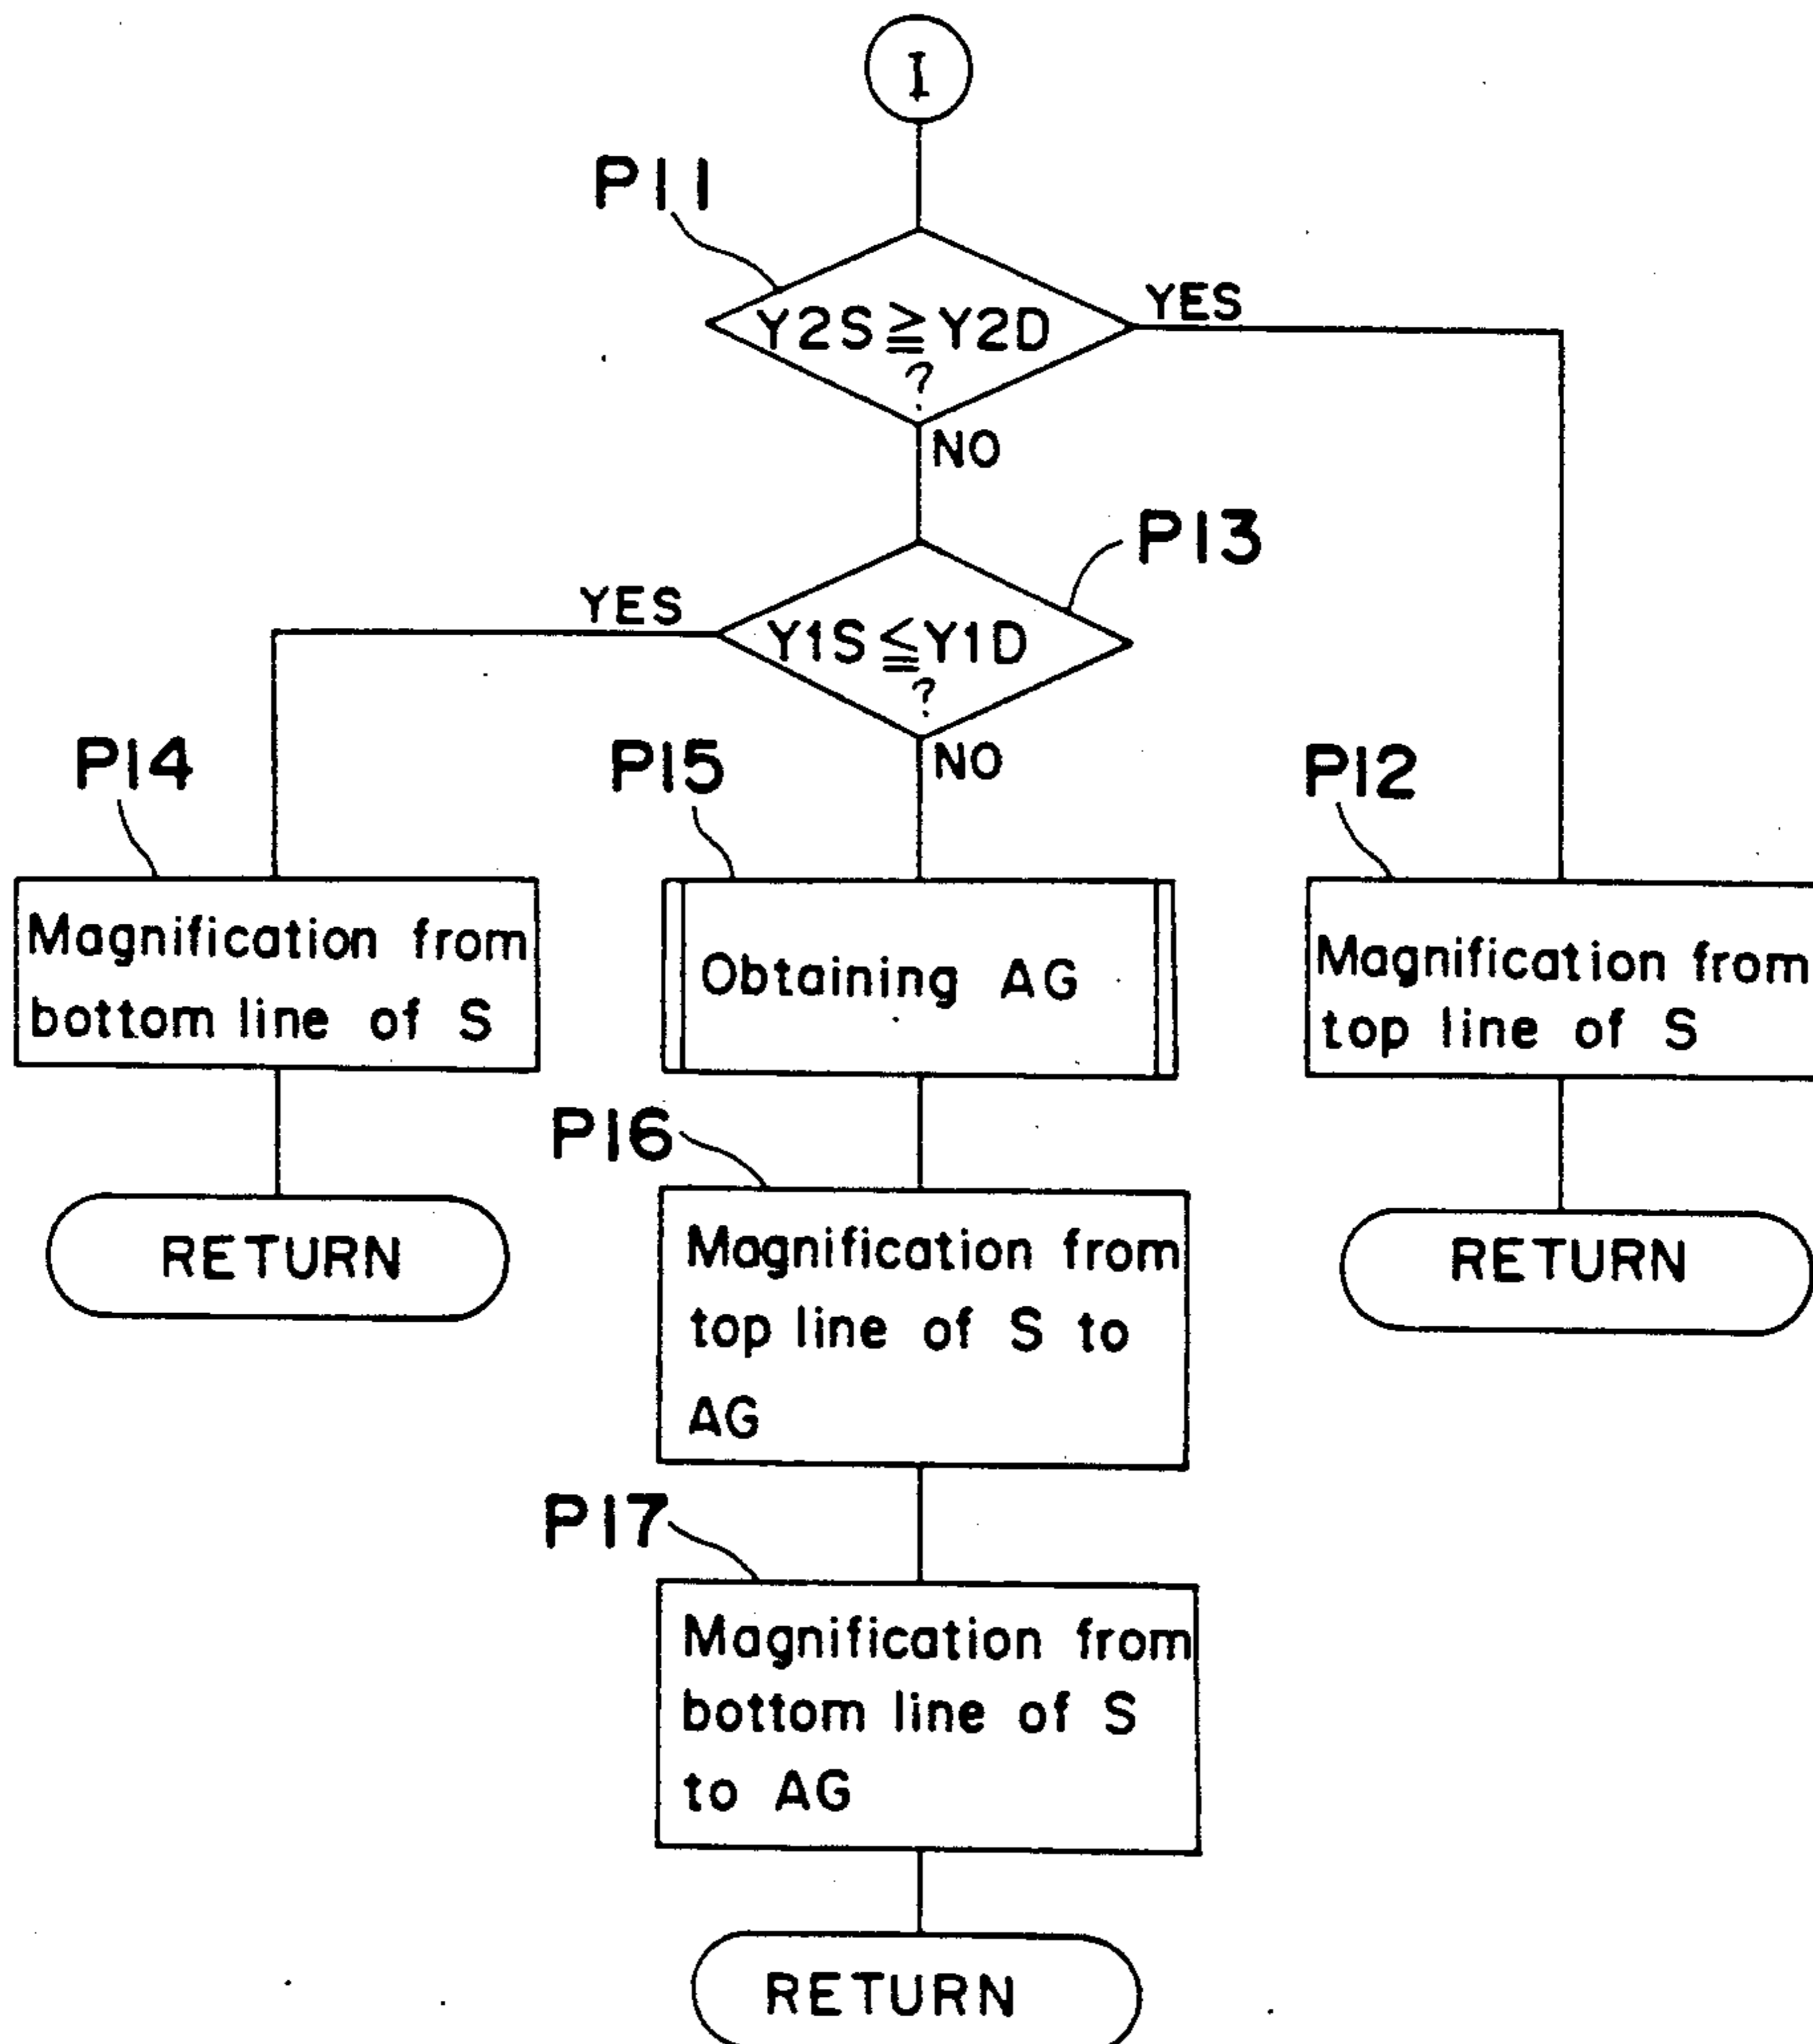 I
P11
Y2S≧Y2D
?
YES
NO
P13
YES
Y1S≦Y1D
?
NO
P14
P15
P12
Magnification from
bottom line of S
Obtaining AG
Magnification from
top line of S
P16
RETURN
Magnification from
top line of S to
AG
RETURN
P17
Magnification from
bottom line of S
to AG
RETURN